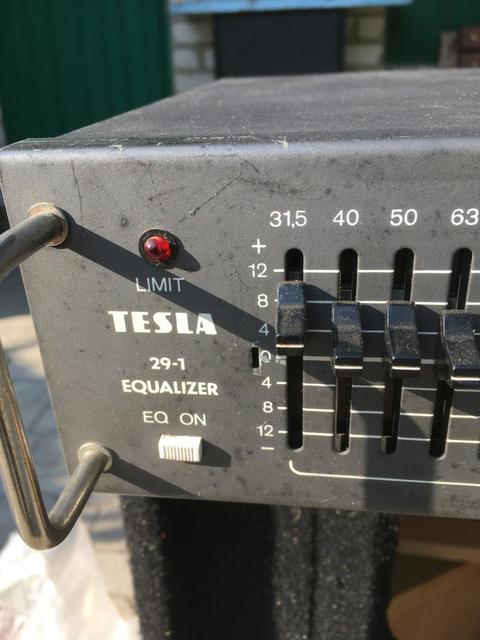 31,5 40 50 63
+
12
8
4
0
4
8
12
−
LIMIT
TESLA
29-1
EQUALIZER
EQ ON